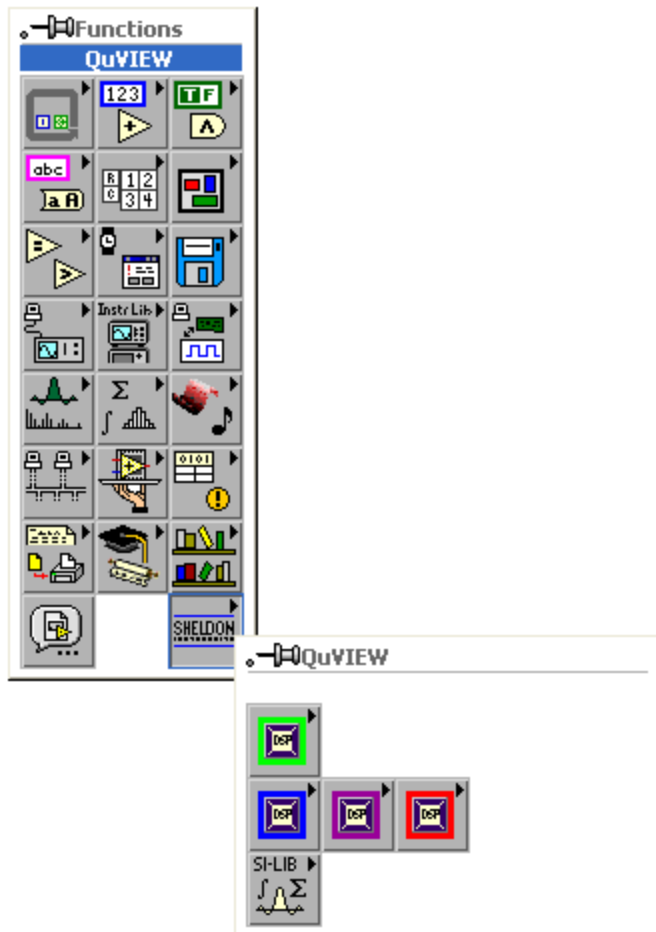 Functions
QuVIEW
123
T F
abc
a A
R 1 2
C 3 4
Instr Lib
0101
SHELDON
QuVIEW
DSP
DSP DSP DSP
SI-LIB
∫ Σ